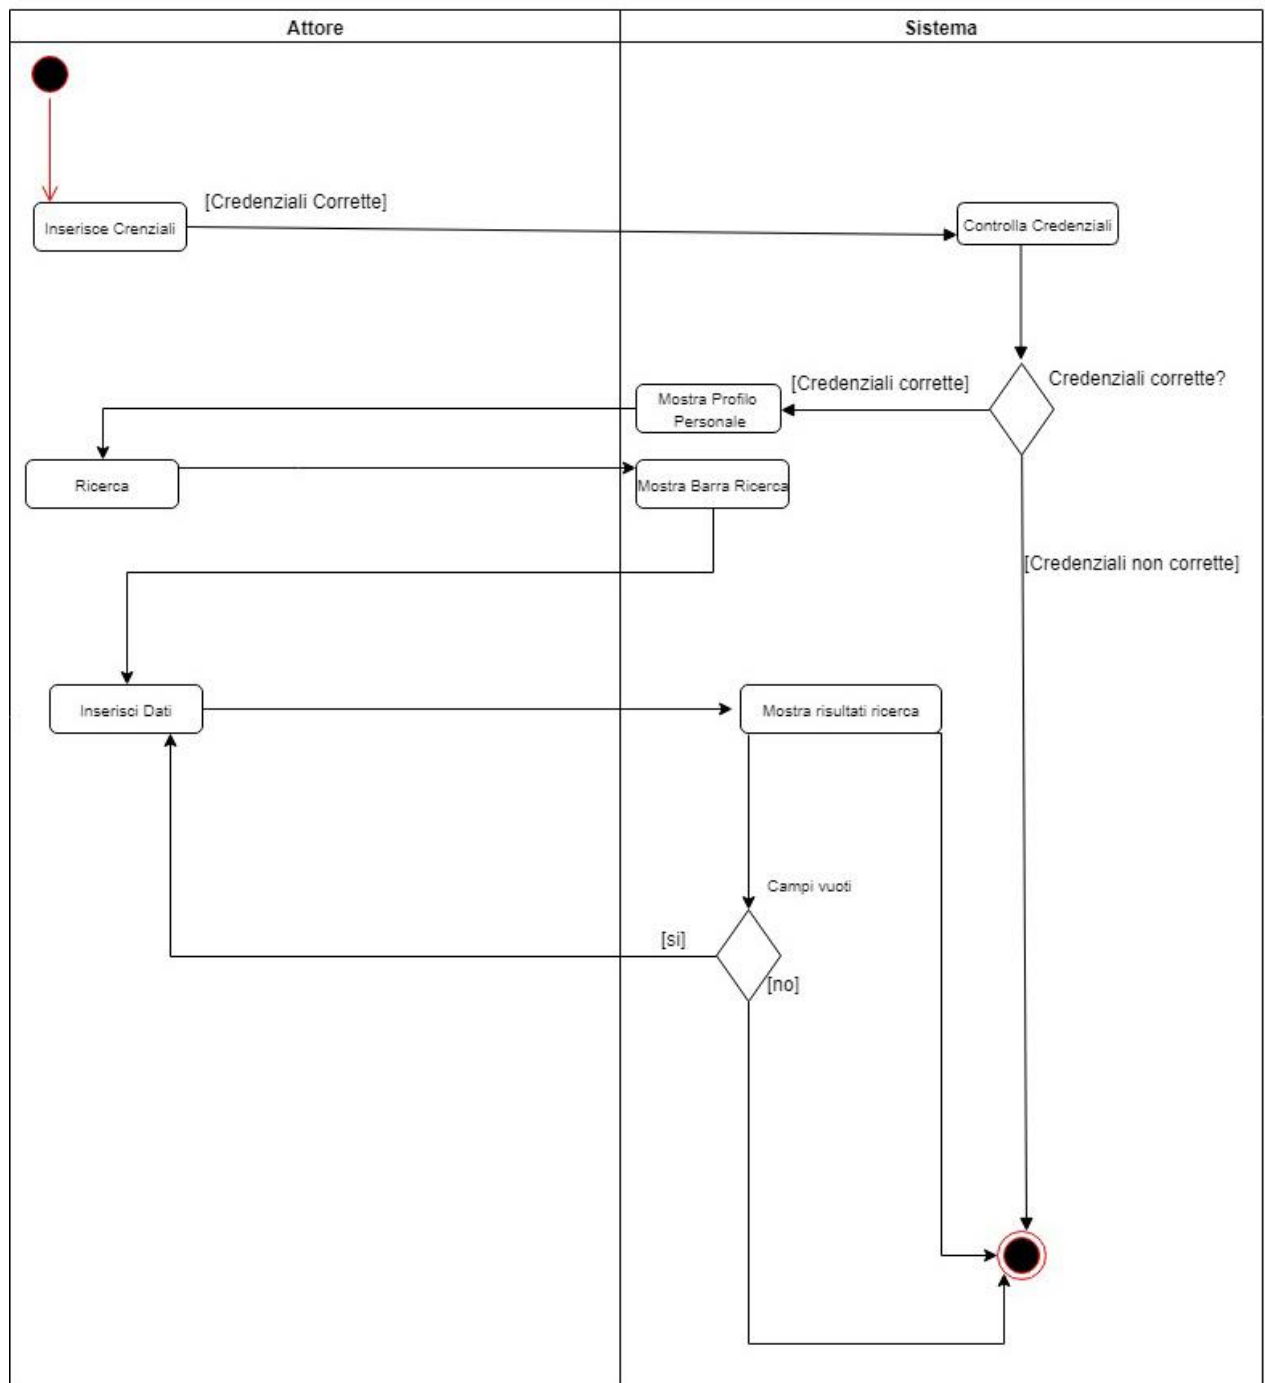 Attore
Sistema
[Credenziali Corrette]
Inserisce Crenziali
Controlla Credenziali
Credenziali corrette?
[Credenziali corrette]
Mostra Profilo
Personale
Ricerca
Mostra Barra Ricerca
[Credenziali non corrette]
Inserisci Dati
Mostra risultati ricerca
Campi vuoti
[si]
[no]